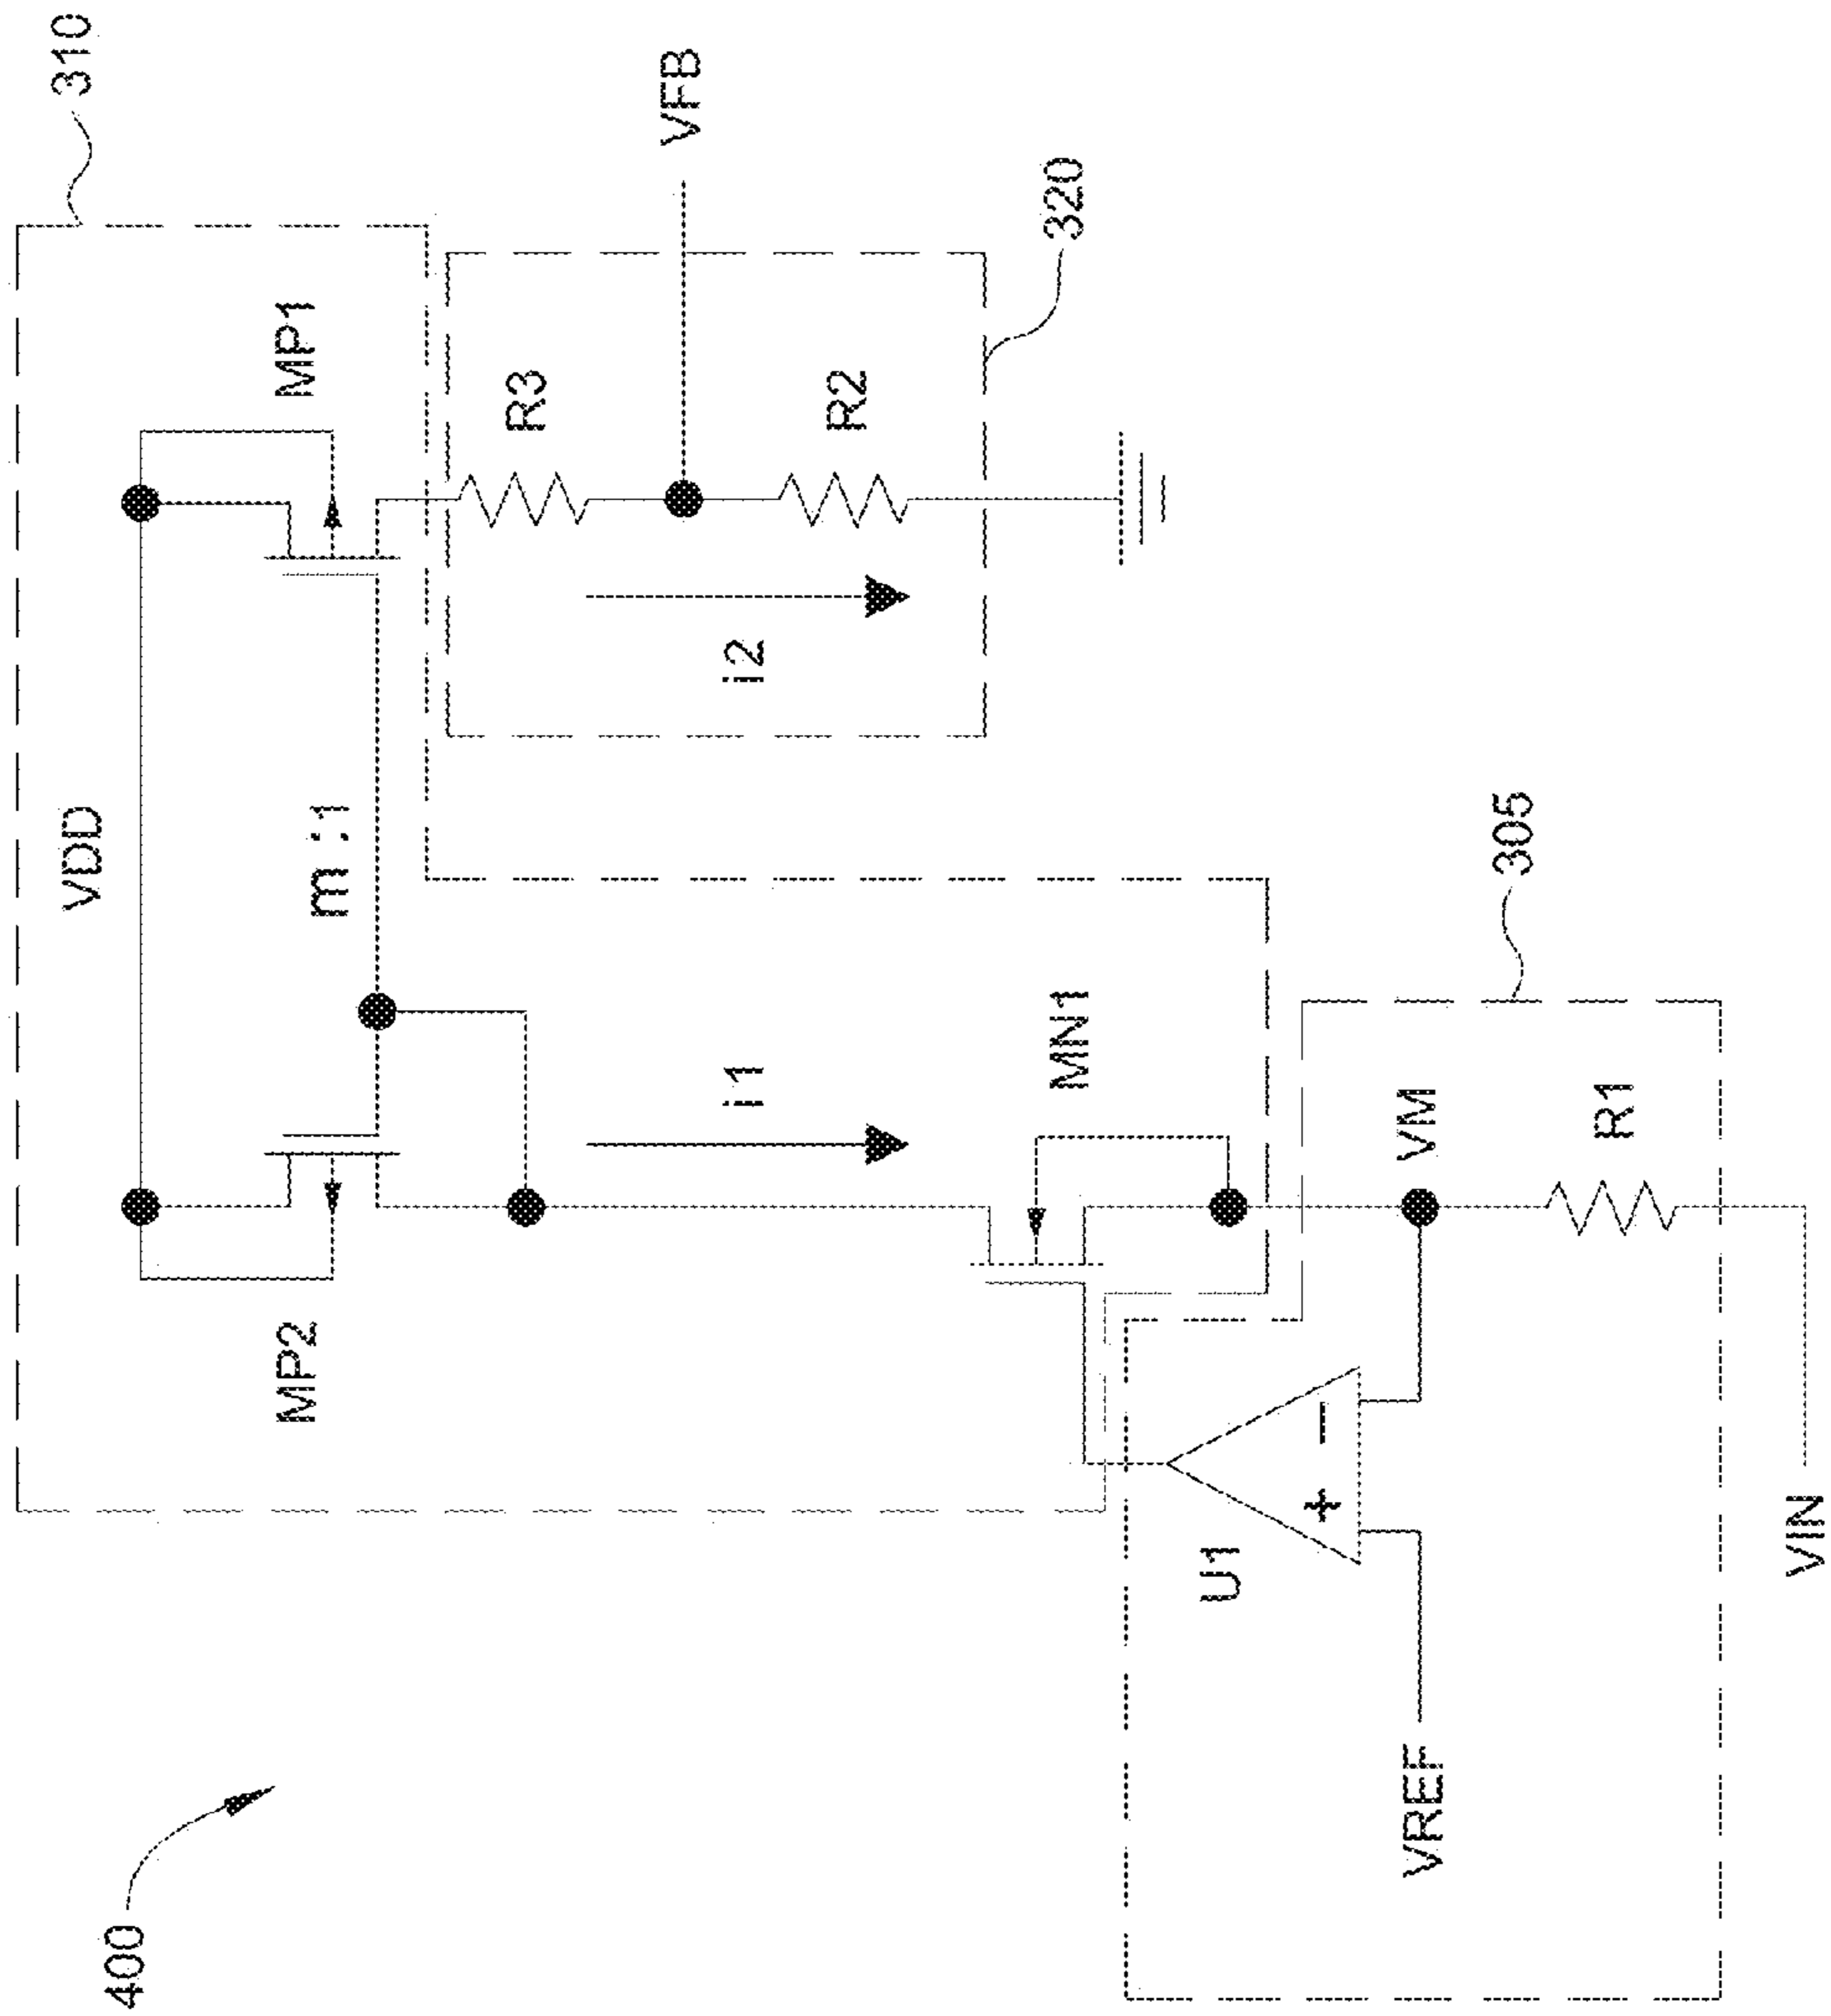 400
310
VDD
MP2
MP1
m : 1
R3
VFB
i1
i2
R2
320
MN1
U1
+
−
VM
305
VREF
R1
VIN